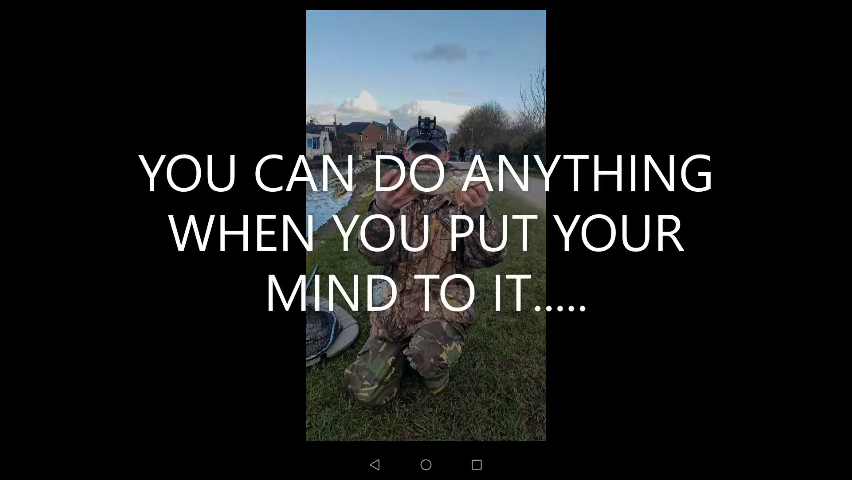 YOU CAN DO ANYTHING
WHEN YOU PUT YOUR
MIND TO IT.....